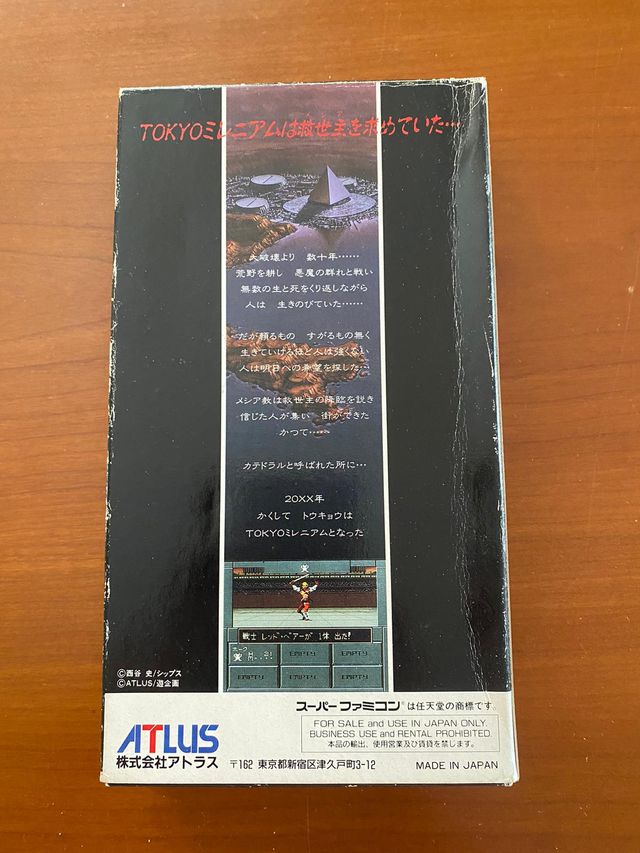 TOKYOミレニアムは救世主を求めていた…
大破壊より 数十年……
荒野を耕し 悪魔の群れと戦い
無数の生と死をくり返しながら
人は 生きのびていた……
だが頼るもの すがるもの無く
生きていけるほど人は強くない
人は明日への希望を探した…
メシア教は救世主の降臨を説き
信じた人が集い 街ができた
かつて……
カテドラルと呼ばれた所に…
20XX年
かくして トウキョウは
TOKYOミレニアムとなった
戦士 レッド・ベアーが 1体 出た!
ホーク
EMPTY EMPTY
EMPTY EMPTY EMPTY
©西谷 史/シップス
©ATLUS/遊企画
スーパーファミコン®は任天堂の商標です。
FOR SALE and USE IN JAPAN ONLY.
BUSINESS USE and RENTAL PROHIBITED.
本品の輸出、使用営業及び賃貸を禁じます。
ATLUS
株式会社アトラス 〒162 東京都新宿区津久戸町3-12 MADE IN JAPAN